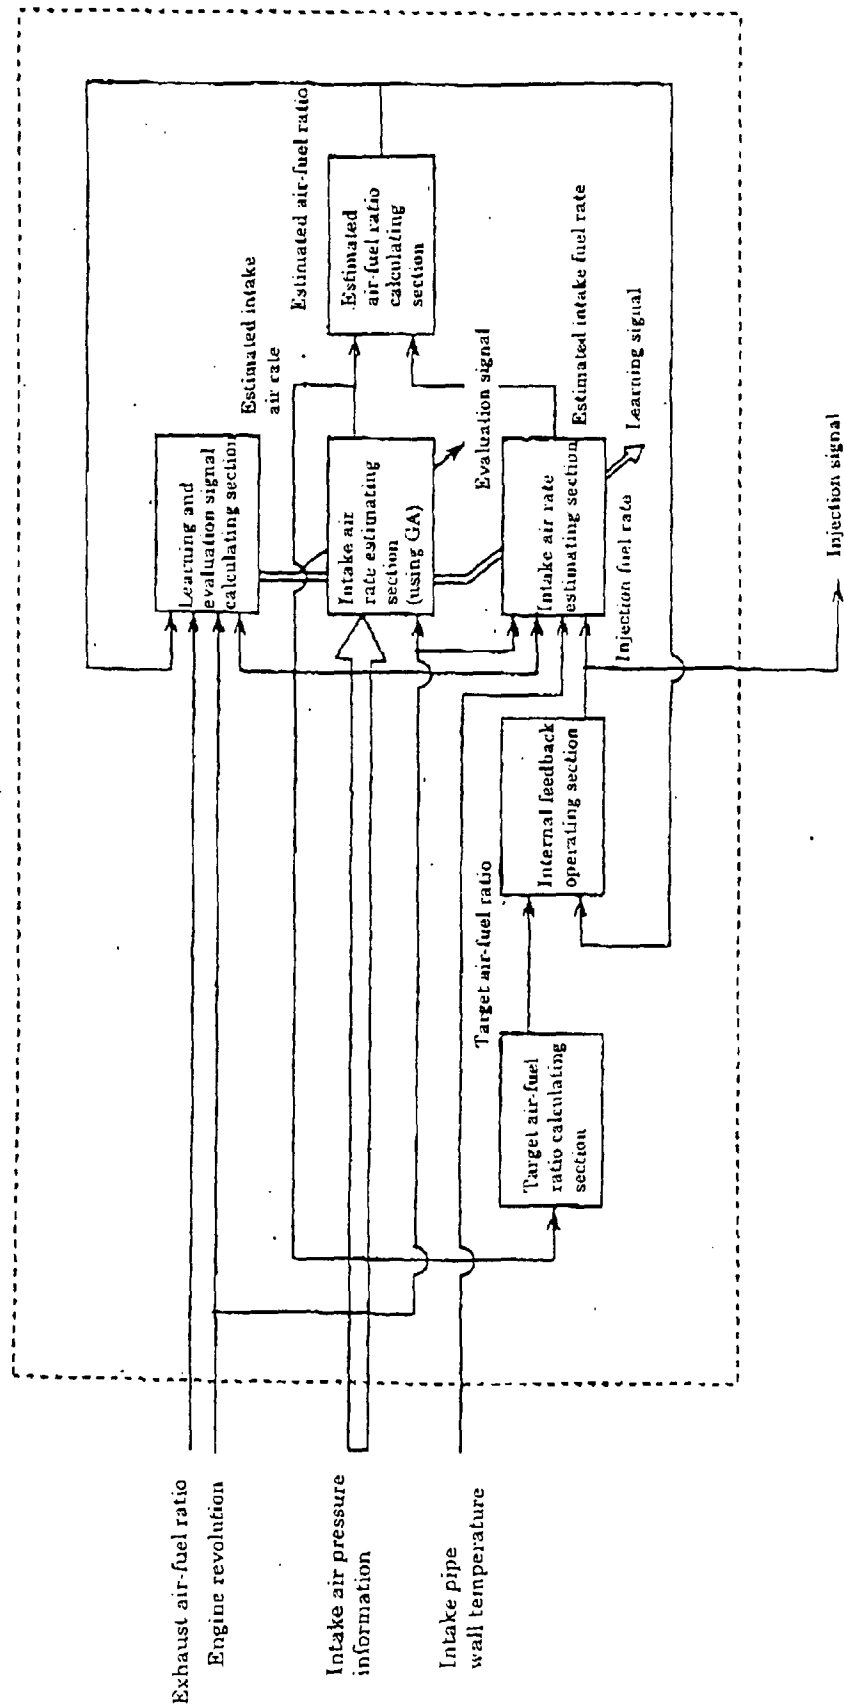 Exhaust air-fuel ratio
Engine revolution
Intake air pressure
information
Intake pipe
wall temperature
Learning and
evaluation signal
calculating section
Estimated intake
air rate
Intake air
rate estimating
section
(using GA)
Evaluation signal
Estimated air-fuel ratio
Estimated
air-fuel ratio
calculating
section
Intake air rate
estimating section
Estimated intake fuel rate
Learning signal
Injection fuel rate
Internal feedback
operating section
Target air-fuel ratio
Target air-fuel
ratio calculating
section
Injection signal